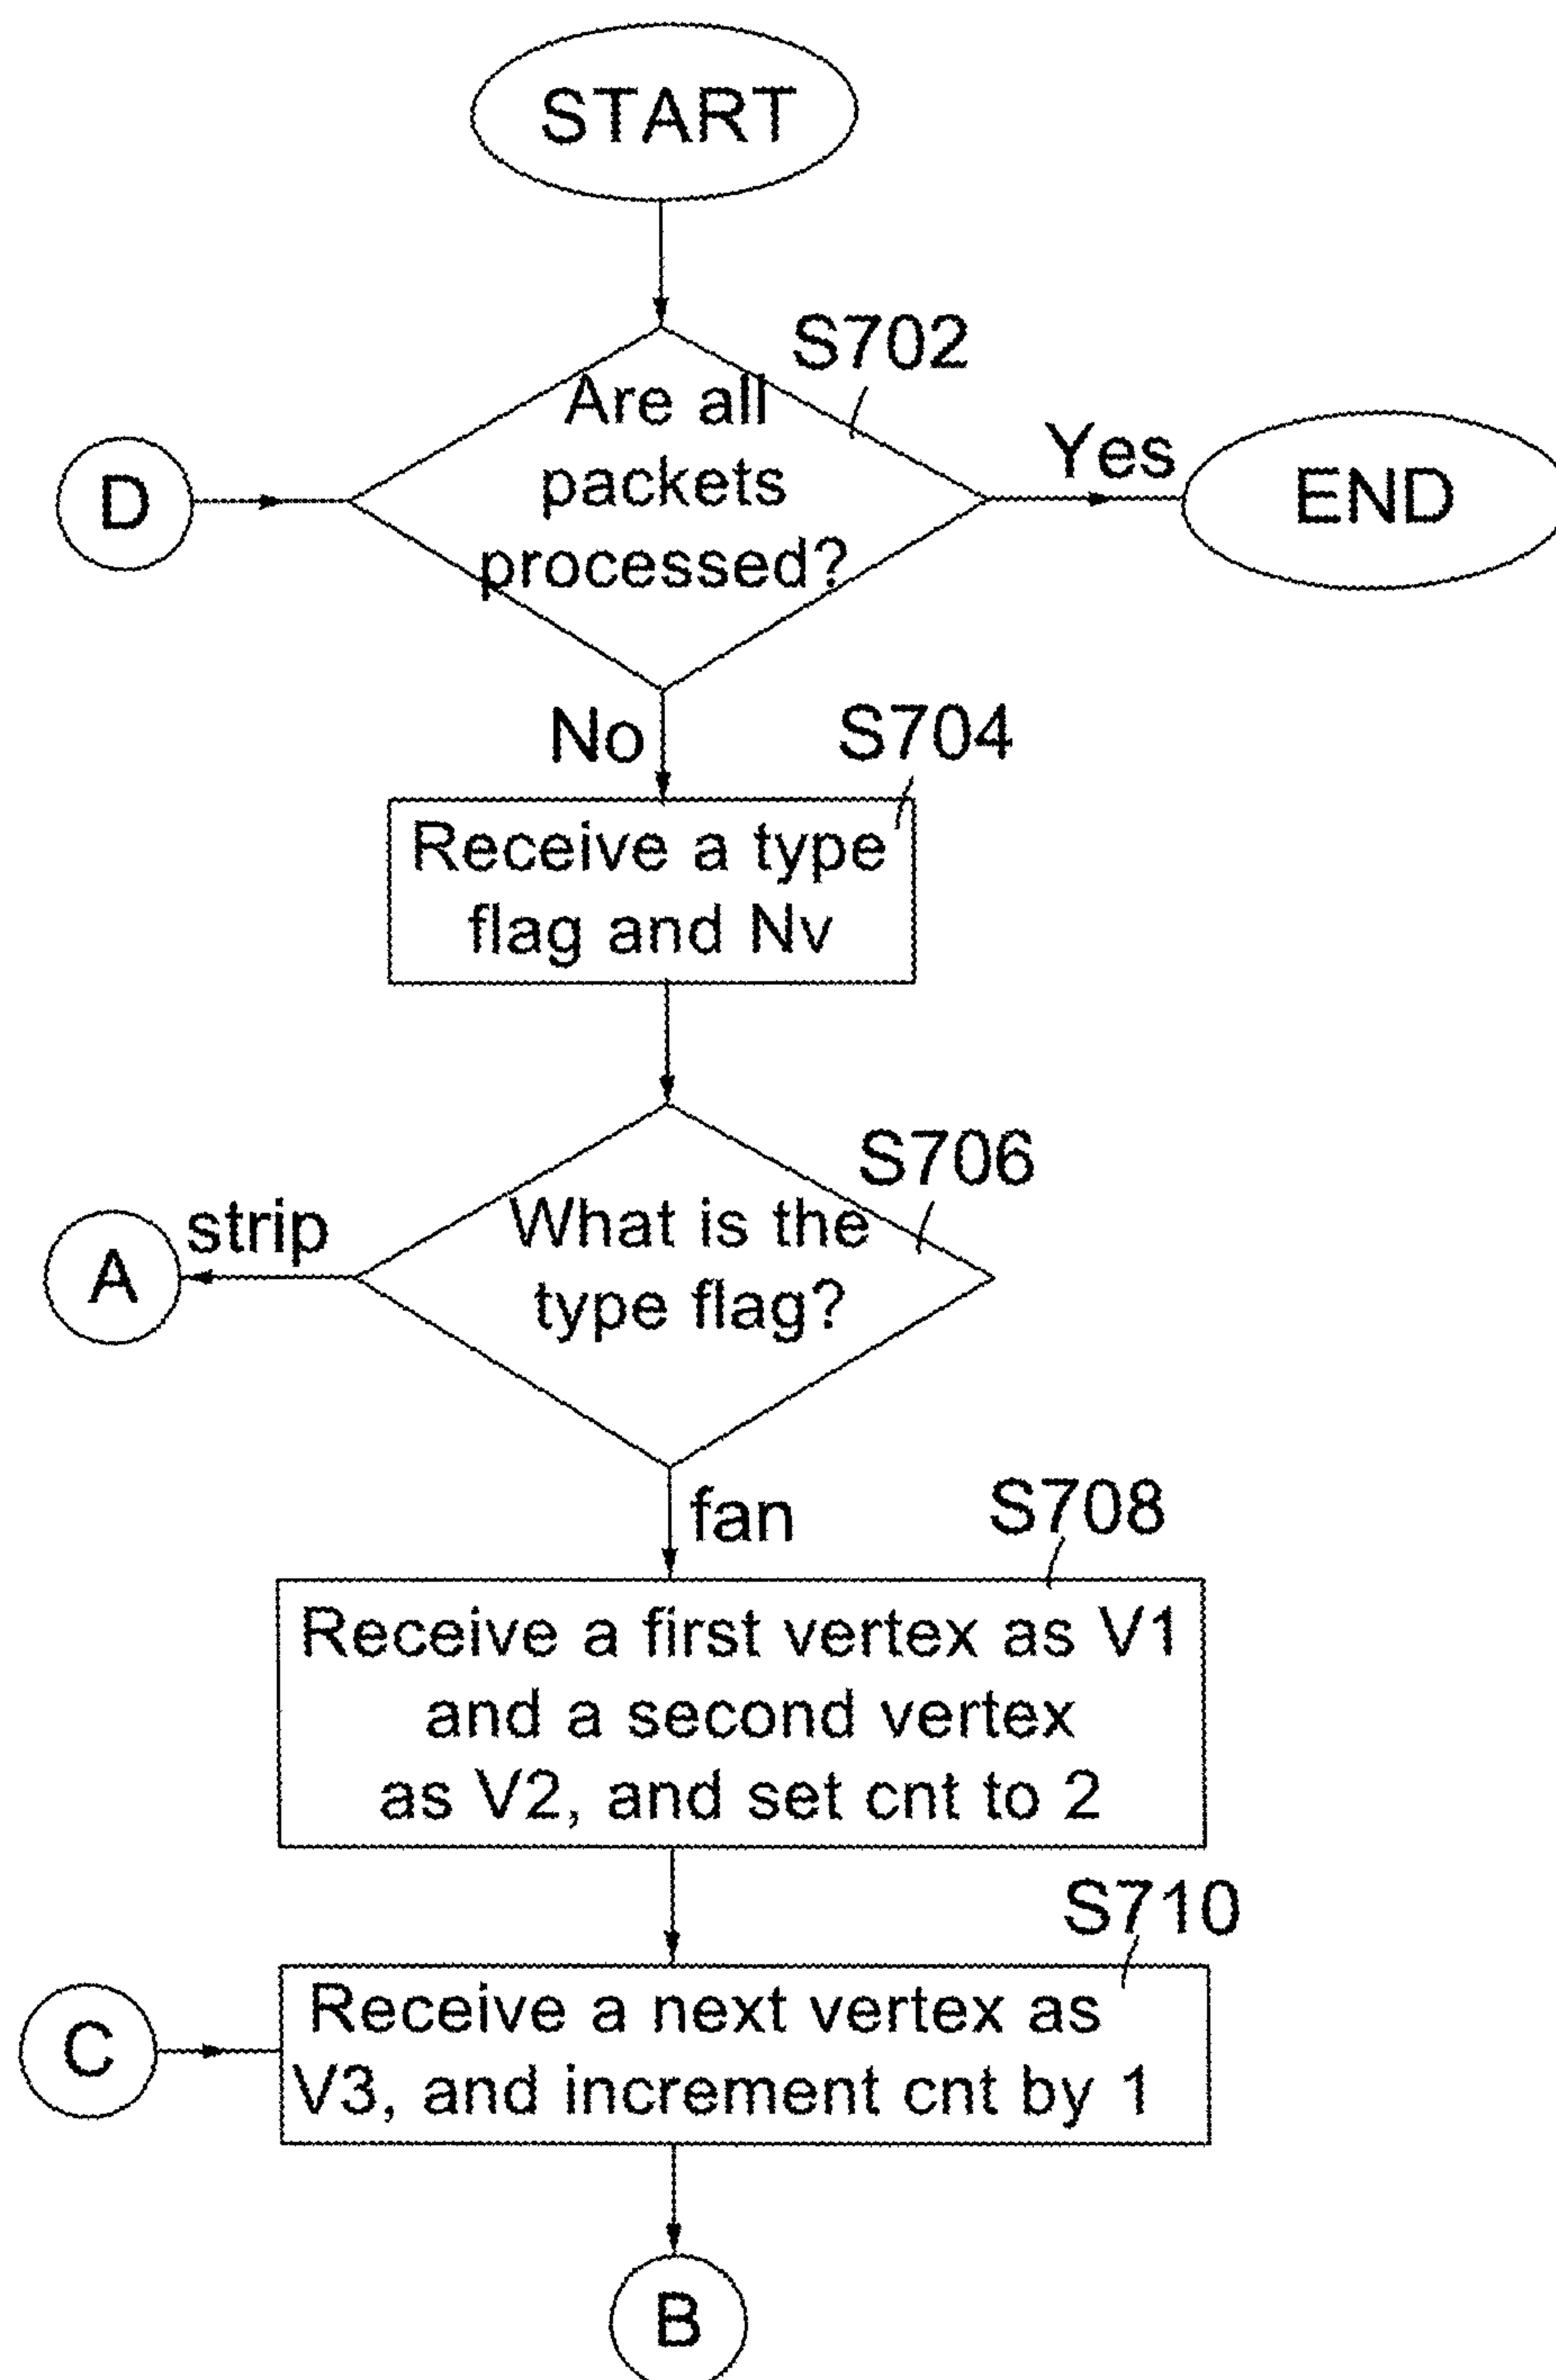 START
S702
Are all
packets
processed?
D
Yes
END
No
S704
Receive a type
flag and Nv
S706
What is the
type flag?
strip
A
fan
S708
Receive a first vertex as V1
and a second vertex
as V2, and set cnt to 2
S710
Receive a next vertex as
V3, and increment cnt by 1
C
B